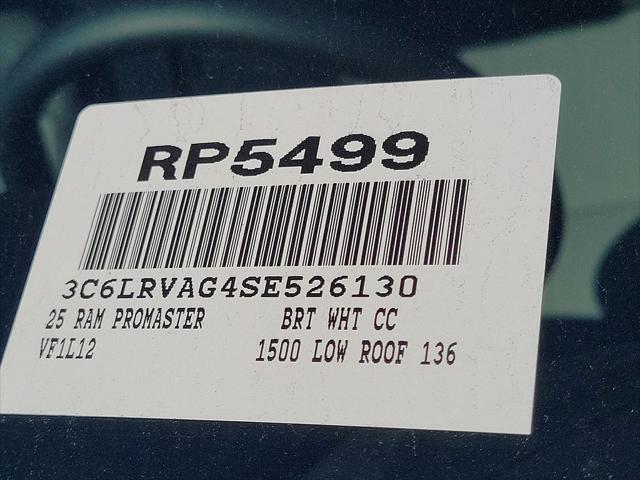 RP5499
3C6LRVAG4SE526130
25 RAM PROMASTER BRT WHT CC
VF1L12 1500 LOW ROOF 136